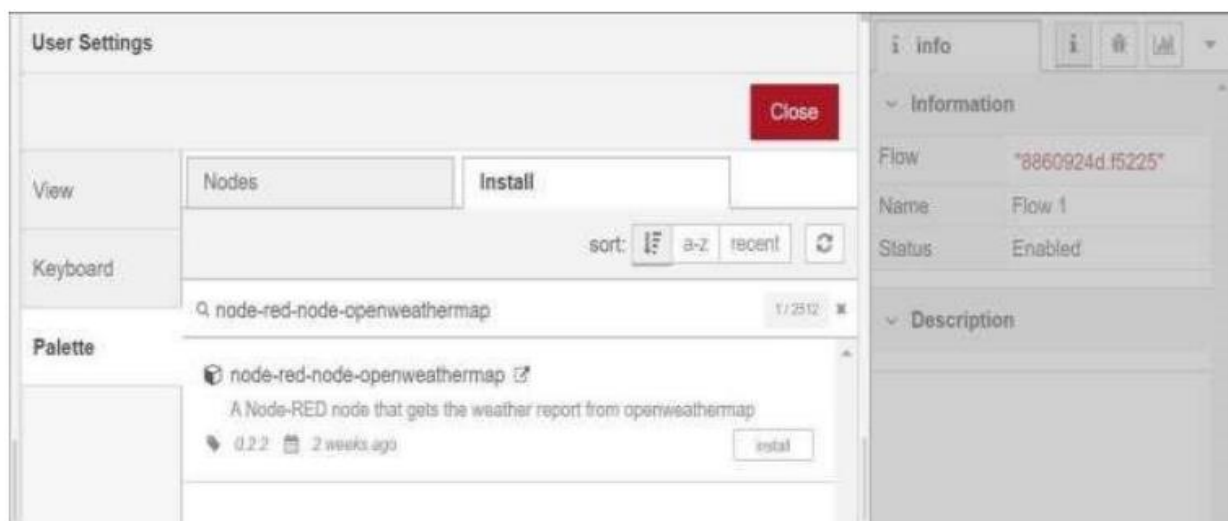 User Settings
Close
View
Keyboard
Palette
Nodes
Install
sort: a-z recent
node-red-node-openweathermap 1 / 2512
node-red-node-openweathermap
A Node-RED node that gets the weather report from openweathermap
0.2.2 2 weeks ago
install
i info
Information
Flow "8860924d.f5225"
Name Flow 1
Status Enabled
Description